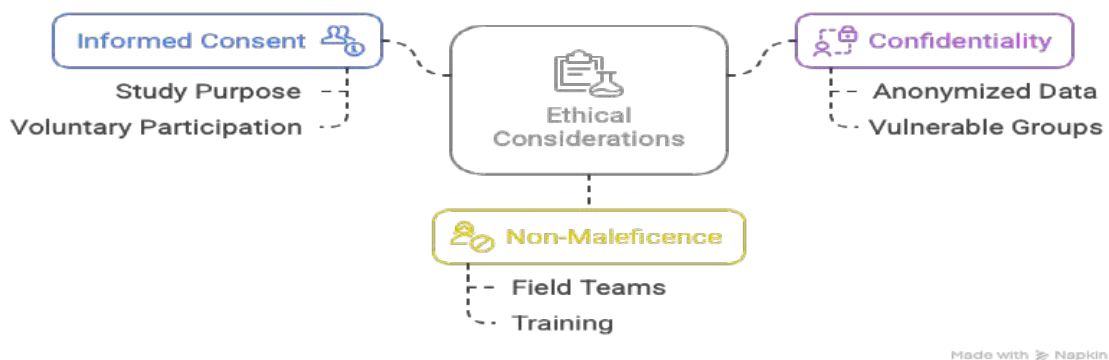 Informed Consent
Study Purpose
Voluntary Participation
Ethical
Considerations
Confidentiality
Anonymized Data
Vulnerable Groups
Non-Maleficence
Field Teams
Training
Made with Napkin